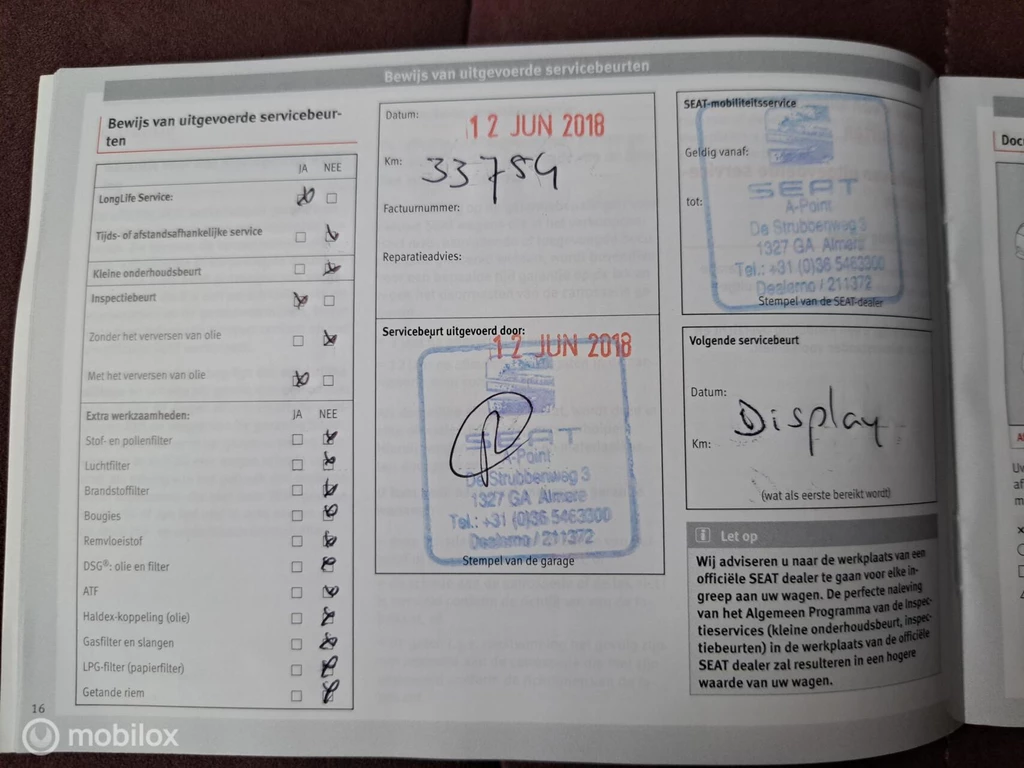 Bewijs van uitgevoerde servicebeurten
Bewijs van uitgevoerde servicebeur-
ten
JA NEE
LongLife Service:
Tijds- of afstandsafhankelijke service
Kleine onderhoudsbeurt
Inspectiebeurt
Zonder het verversen van olie
Met het verversen van olie
Extra werkzaamheden: JA NEE
Stof- en pollenfilter
Luchtfilter
Brandstoffilter
Bougies
Remvloeistof
DSG®: olie en filter
ATF
Haldex-koppeling (olie)
Gasfilter en slangen
LPG-filter (papierfilter)
Getande riem
16
Datum:
12 JUN 2018
Km: 33754
Factuurnummer:
Reparatieadvies:
Servicebeurt uitgevoerd door:
12 JUN 2018
SEAT
A-Point
De Strubbenweg 3
1327 GA Almere
Tel.: +31 (0)36 5463300
Dealerno / 211372
Stempel van de garage
SEAT-mobiliteitsservice
Geldig vanaf:
tot:
SEAT
A-Point
De Strubbenweg 3
1327 GA Almere
Tel.: +31 (0)36 5463300
Dealerno / 211372
Stempel van de SEAT-dealer
Volgende servicebeurt
Datum:
Display
Km:
(wat als eerste bereikt wordt)
i Let op
Wij adviseren u naar de werkplaats van een
officiële SEAT dealer te gaan voor elke in-
greep aan uw wagen. De perfecte naleving
van het Algemeen Programma van de Inspec-
tieservices (kleine onderhoudsbeurt, inspec-
tiebeurten) in de werkplaats van de officiële
SEAT dealer zal resulteren in een hogere
waarde van uw wagen.
mobilox